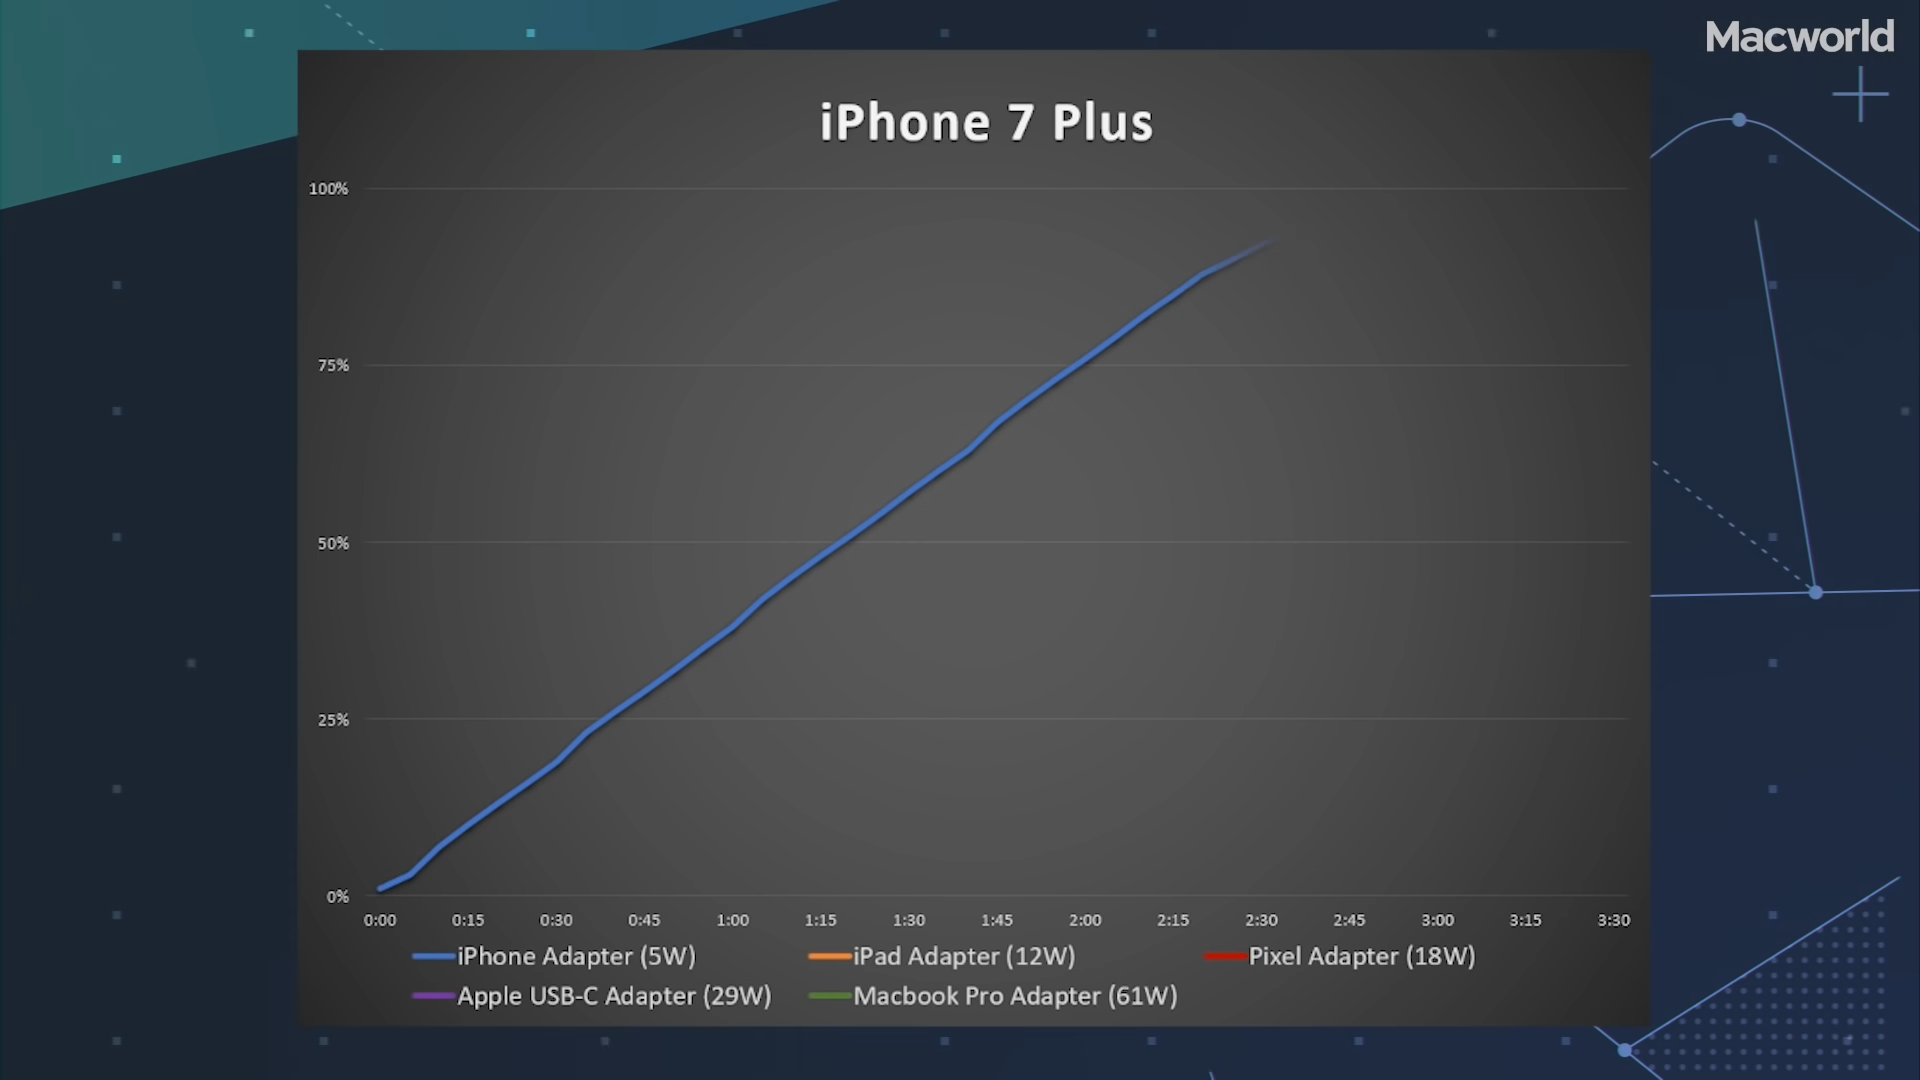 Macworld
iPhone 7 Plus
100%
75%
50%
25%
0%
0:00 0:15 0:30 0:45 1:00 1:15 1:30 1:45 2:00 2:15 2:30 2:45 3:00 3:15 3:30
iPhone Adapter (5W) iPad Adapter (12W) Pixel Adapter (18W)
Apple USB-C Adapter (29W) Macbook Pro Adapter (61W)